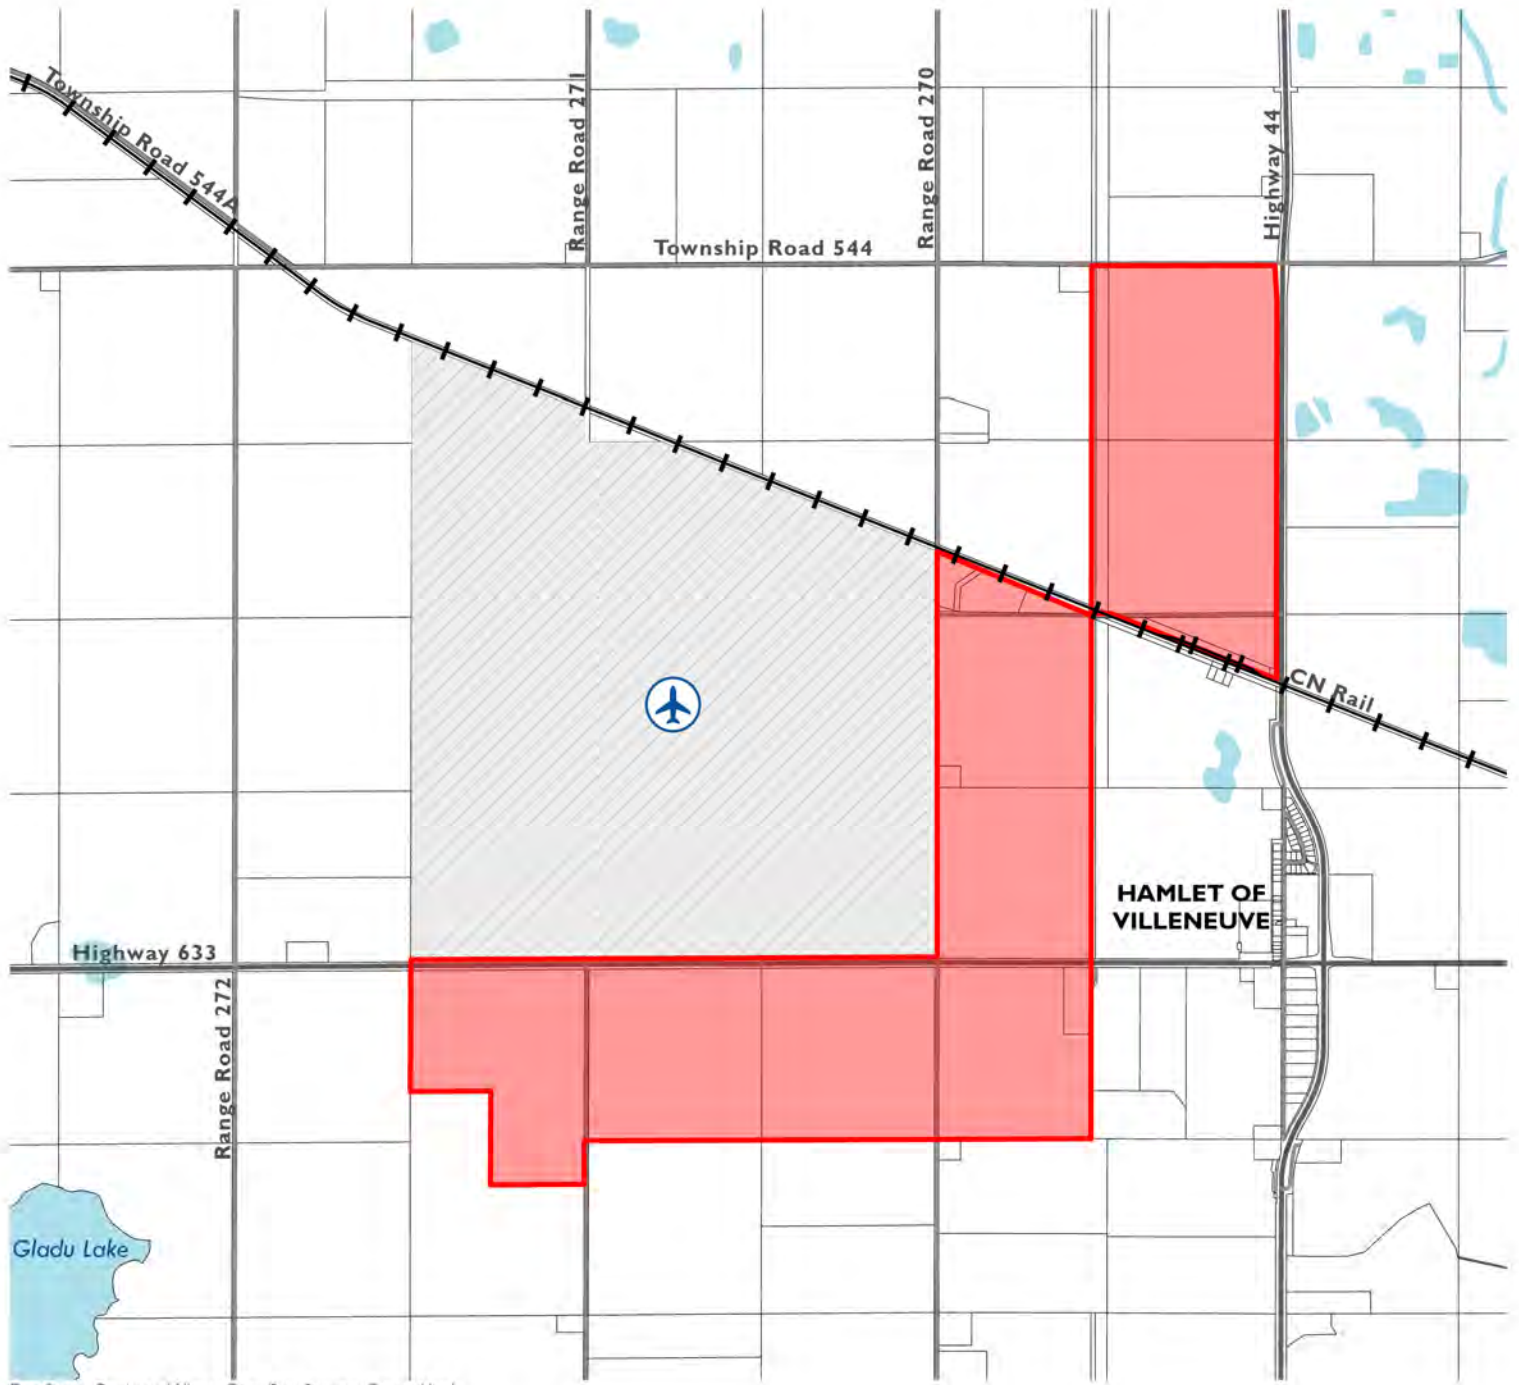 Township Road 544A
Range Road 271
Range Road 270
Highway 44
Township Road 544
CN Rail
HAMLET OF
VILLENEUVE
Highway 633
Range Road 272
Gladu Lake